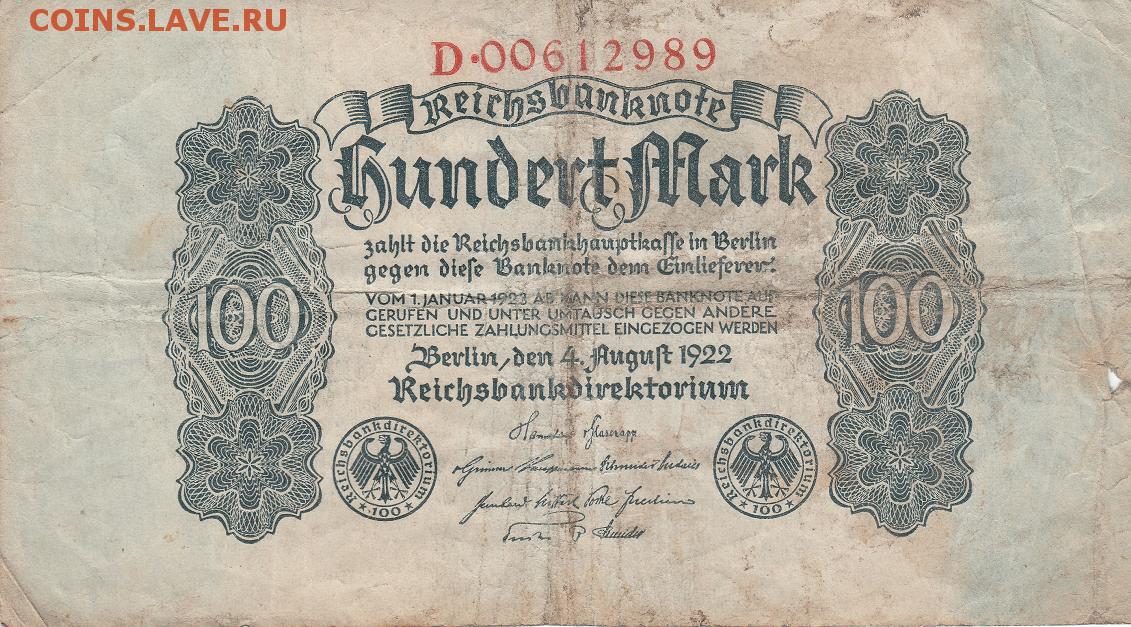 COINS.LAVE.RU
D·00612989
Reichsbanknote
Hundert Mark
zahlt die Reichsbankhauptkasse in Berlin
gegen diese Banknote dem Einlieferer:
VOM 1. JANUAR 1923 AB KANN DIESE BANKNOTE AUF-
GERUFEN UND UNTER UMTAUSCH GEGEN ANDERE
GESETZLICHE ZAHLUNGSMITTEL EINGEZOGEN WERDEN
100
100
Berlin, den 4. August 1922
Reichsbankdirektorium
Reichsbankdirektorium
·100·
Reichsbankdirektorium
·100·